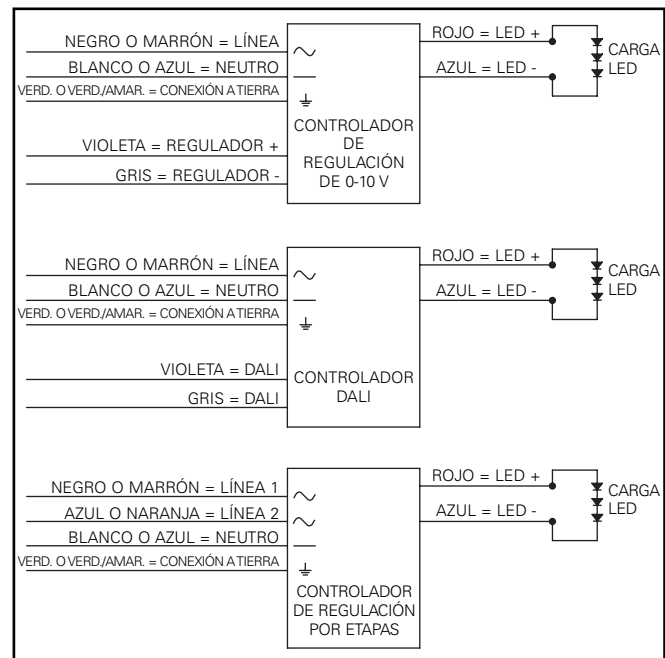 NEGRO O MARRÓN = LÍNEA
BLANCO O AZUL = NEUTRO
VERD. O VERD./AMAR. = CONEXIÓN A TIERRA
VIOLETA = REGULADOR +
GRIS = REGULADOR -
CONTROLADOR
DE
REGULACIÓN
DE 0-10 V
ROJO = LED +
AZUL = LED -
CARGA
LED
NEGRO O MARRÓN = LÍNEA
BLANCO O AZUL = NEUTRO
VERD. O VERD./AMAR. = CONEXIÓN A TIERRA
VIOLETA = DALI
GRIS = DALI
CONTROLADOR
DALI
ROJO = LED +
AZUL = LED -
CARGA
LED
NEGRO O MARRÓN = LÍNEA 1
AZUL O NARANJA = LÍNEA 2
BLANCO O AZUL = NEUTRO
VERD. O VERD./AMAR. = CONEXIÓN A TIERRA
CONTROLADOR
DE REGULACIÓN
POR ETAPAS
ROJO = LED +
AZUL = LED -
CARGA
LED